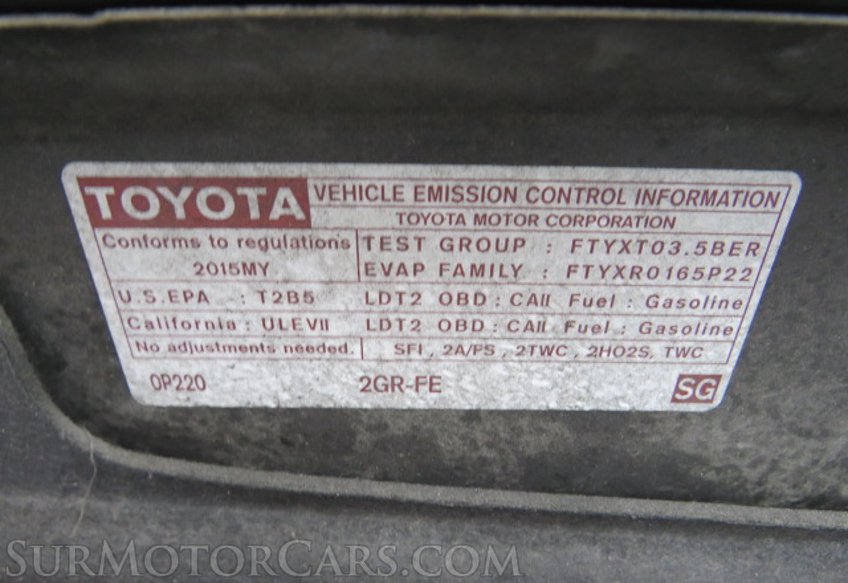 TOYOTA VEHICLE EMISSION CONTROL INFORMATION
TOYOTA MOTOR CORPORATION
Conforms to regulations TEST GROUP : FTYXT03.5BER
2015MY EVAP FAMILY : FTYXR0165P22
U.S.EPA : T2B5 LDT2 OBD : CAII Fuel : Gasoline
California : ULEVII LDT2 OBD : CAII Fuel : Gasoline
No adjustments needed. SFI , 2A/FS , 2TWC , 2HO2S, TWC
0P220 2GR-FE SG
SurMotorCars.com